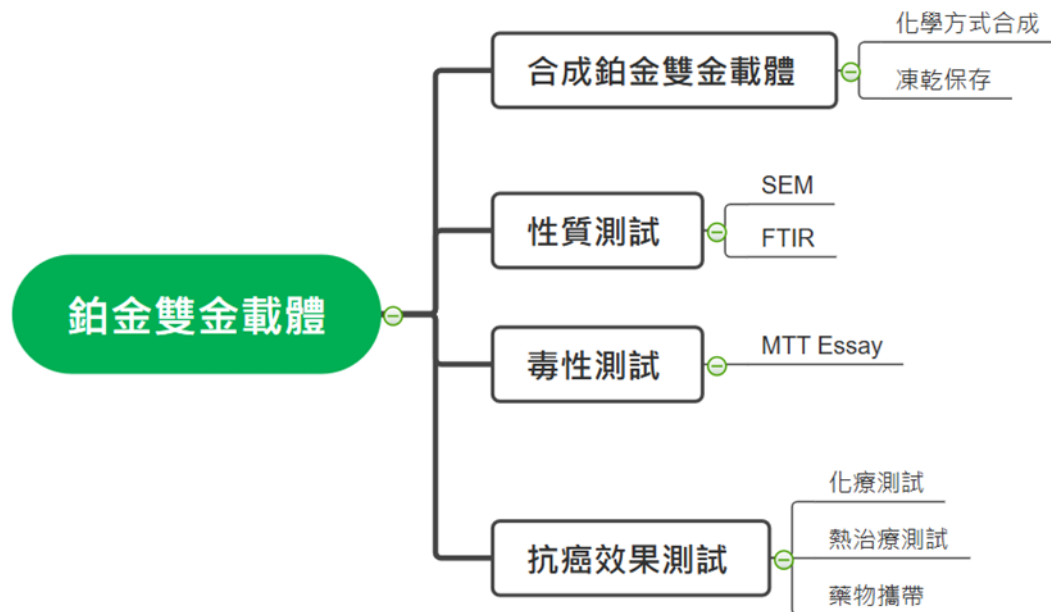 鉑金雙金載體
合成鉑金雙金載體
化學方式合成
凍乾保存
性質測試
SEM
FTIR
毒性測試
MTT Essay
抗癌效果測試
化療測試
熱治療測試
藥物攜帶